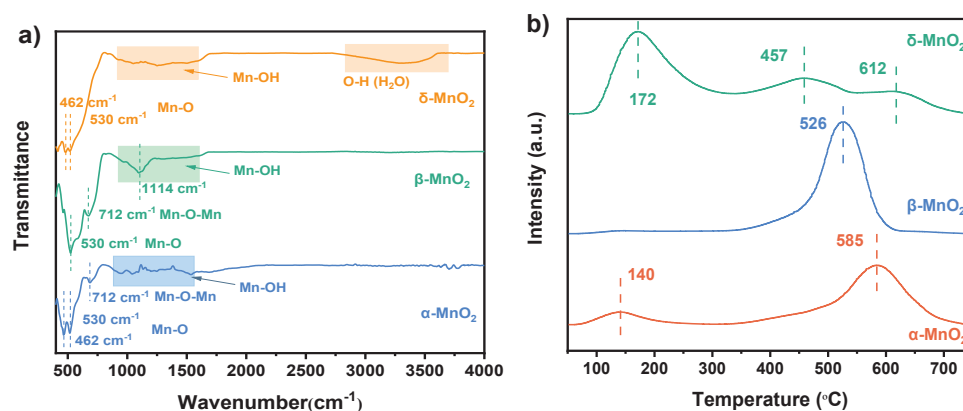 a)
Transmittance
Mn-OH
O-H (H₂O)
δ-MnO₂
462 cm⁻¹
Mn-O
530 cm⁻¹
Mn-OH
β-MnO₂
1114 cm⁻¹
712 cm⁻¹ Mn-O-Mn
530 cm⁻¹ Mn-O
Mn-OH
712 cm⁻¹ Mn-O-Mn
α-MnO₂
530 cm⁻¹
Mn-O
462 cm⁻¹
500 1000 1500 2000 2500 3000 3500 4000
Wavenumber(cm⁻¹)
b)
Intensity (a.u.)
δ-MnO₂
457
612
172
526
β-MnO₂
585
140
α-MnO₂
100 200 300 400 500 600 700
Temperature (°C)